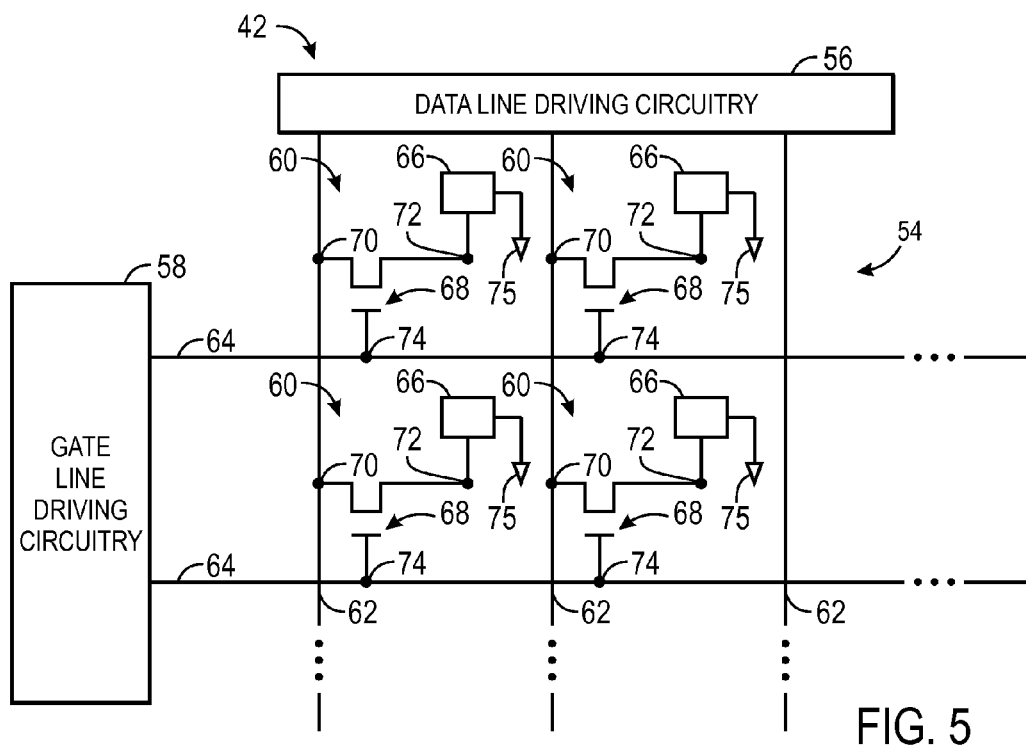 42
56
DATA LINE DRIVING CIRCUITRY
60 66 60 66
72 72 54
70 70
58 75 75
68 68
64 74 74
60 66 60 66
GATE
LINE
DRIVING
CIRCUITRY
72 72
70 70
75 75
68 68
64 74 74
62 62 62
FIG. 5